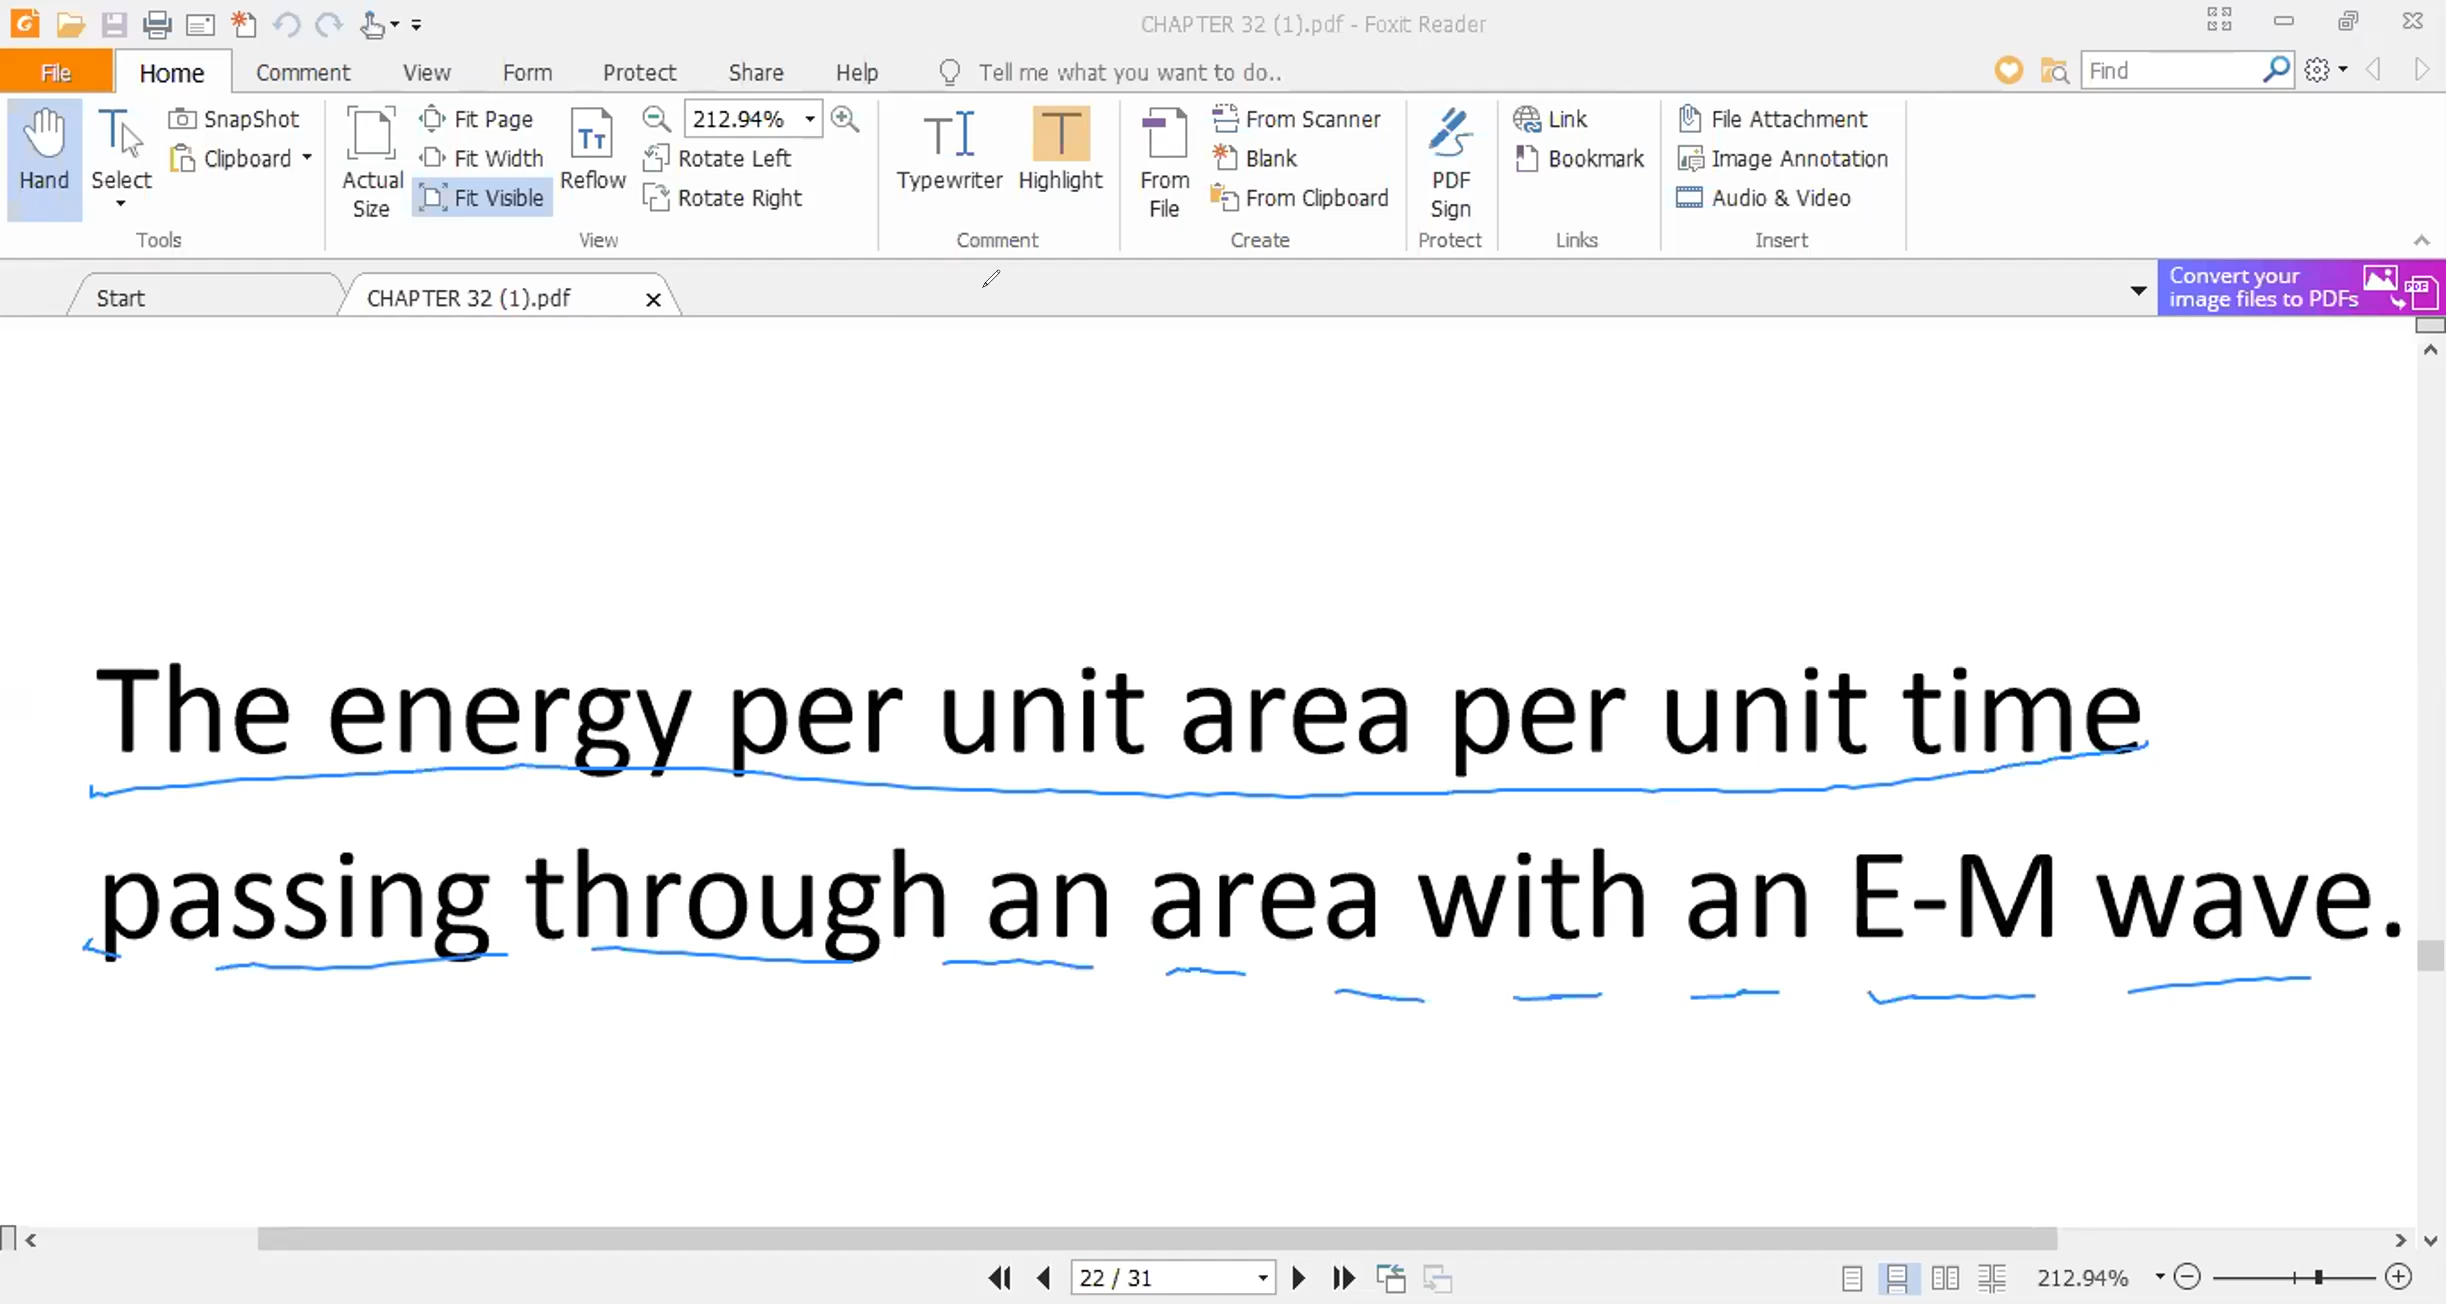 CHAPTER 32 (1).pdf - Foxit Reader
File Home Comment View Form Protect Share Help Tell me what you want to do.. Find
Hand
Select
SnapShot
Clipboard
Tools
Actual Size
Fit Page
Fit Width
Fit Visible
Reflow
212.94%
Rotate Left
Rotate Right
View
Typewriter
Highlight
Comment
From File
From Scanner
Blank
From Clipboard
Create
PDF Sign
Protect
Link
Bookmark
Links
File Attachment
Image Annotation
Audio & Video
Insert
Start
CHAPTER 32 (1).pdf
Convert your
image files to PDFs
PDF
The energy per unit area per unit time
passing through an area with an E-M wave.
22 / 31
212.94%